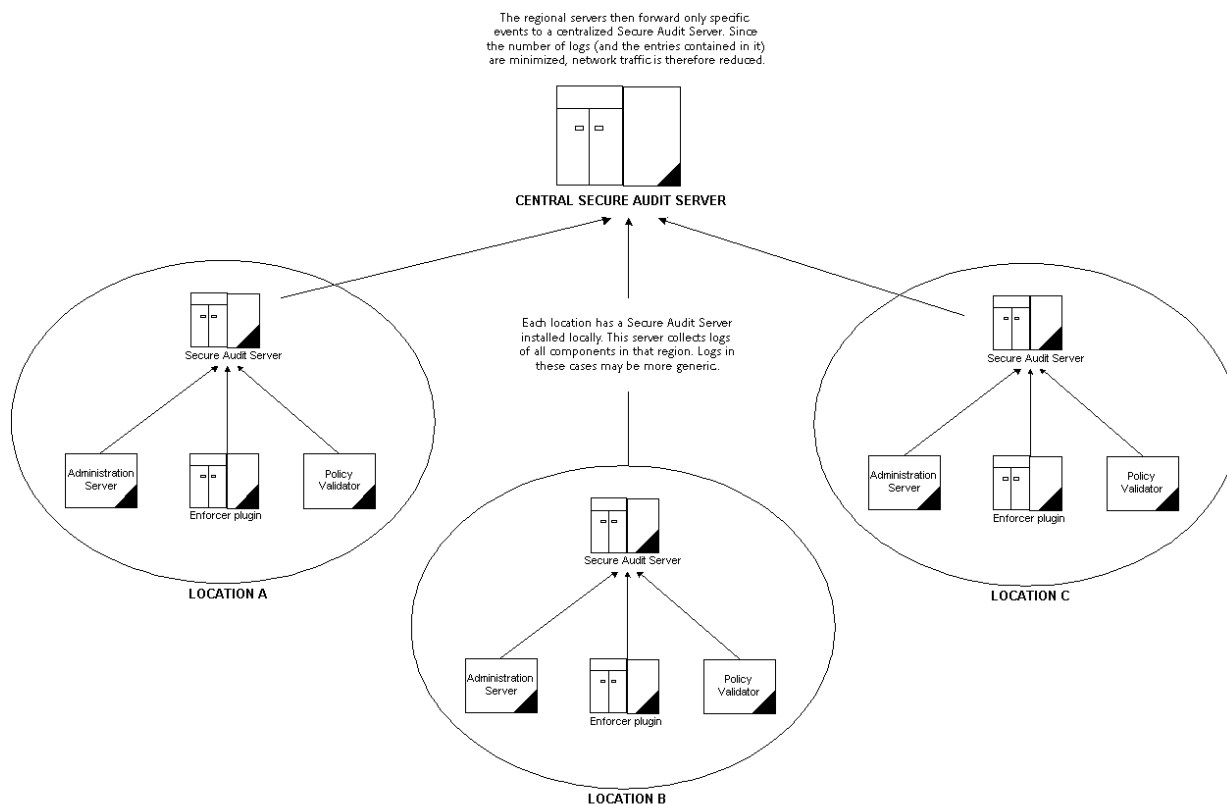 The regional servers then forward only specific
events to a centralized Secure Audit Server. Since
the number of logs (and the entries contained in it)
are minimized, network traffic is therefore reduced.
CENTRAL SECURE AUDIT SERVER
Each location has a Secure Audit Server
installed locally. This server collects logs
of all components in that region. Logs in
these cases may be more generic.
Secure Audit Server
Administration
Server
Enforcer plugin
Policy
Validator
LOCATION A
Secure Audit Server
Administration
Server
Enforcer plugin
Policy
Validator
LOCATION B
Secure Audit Server
Administration
Server
Enforcer plugin
Policy
Validator
LOCATION C